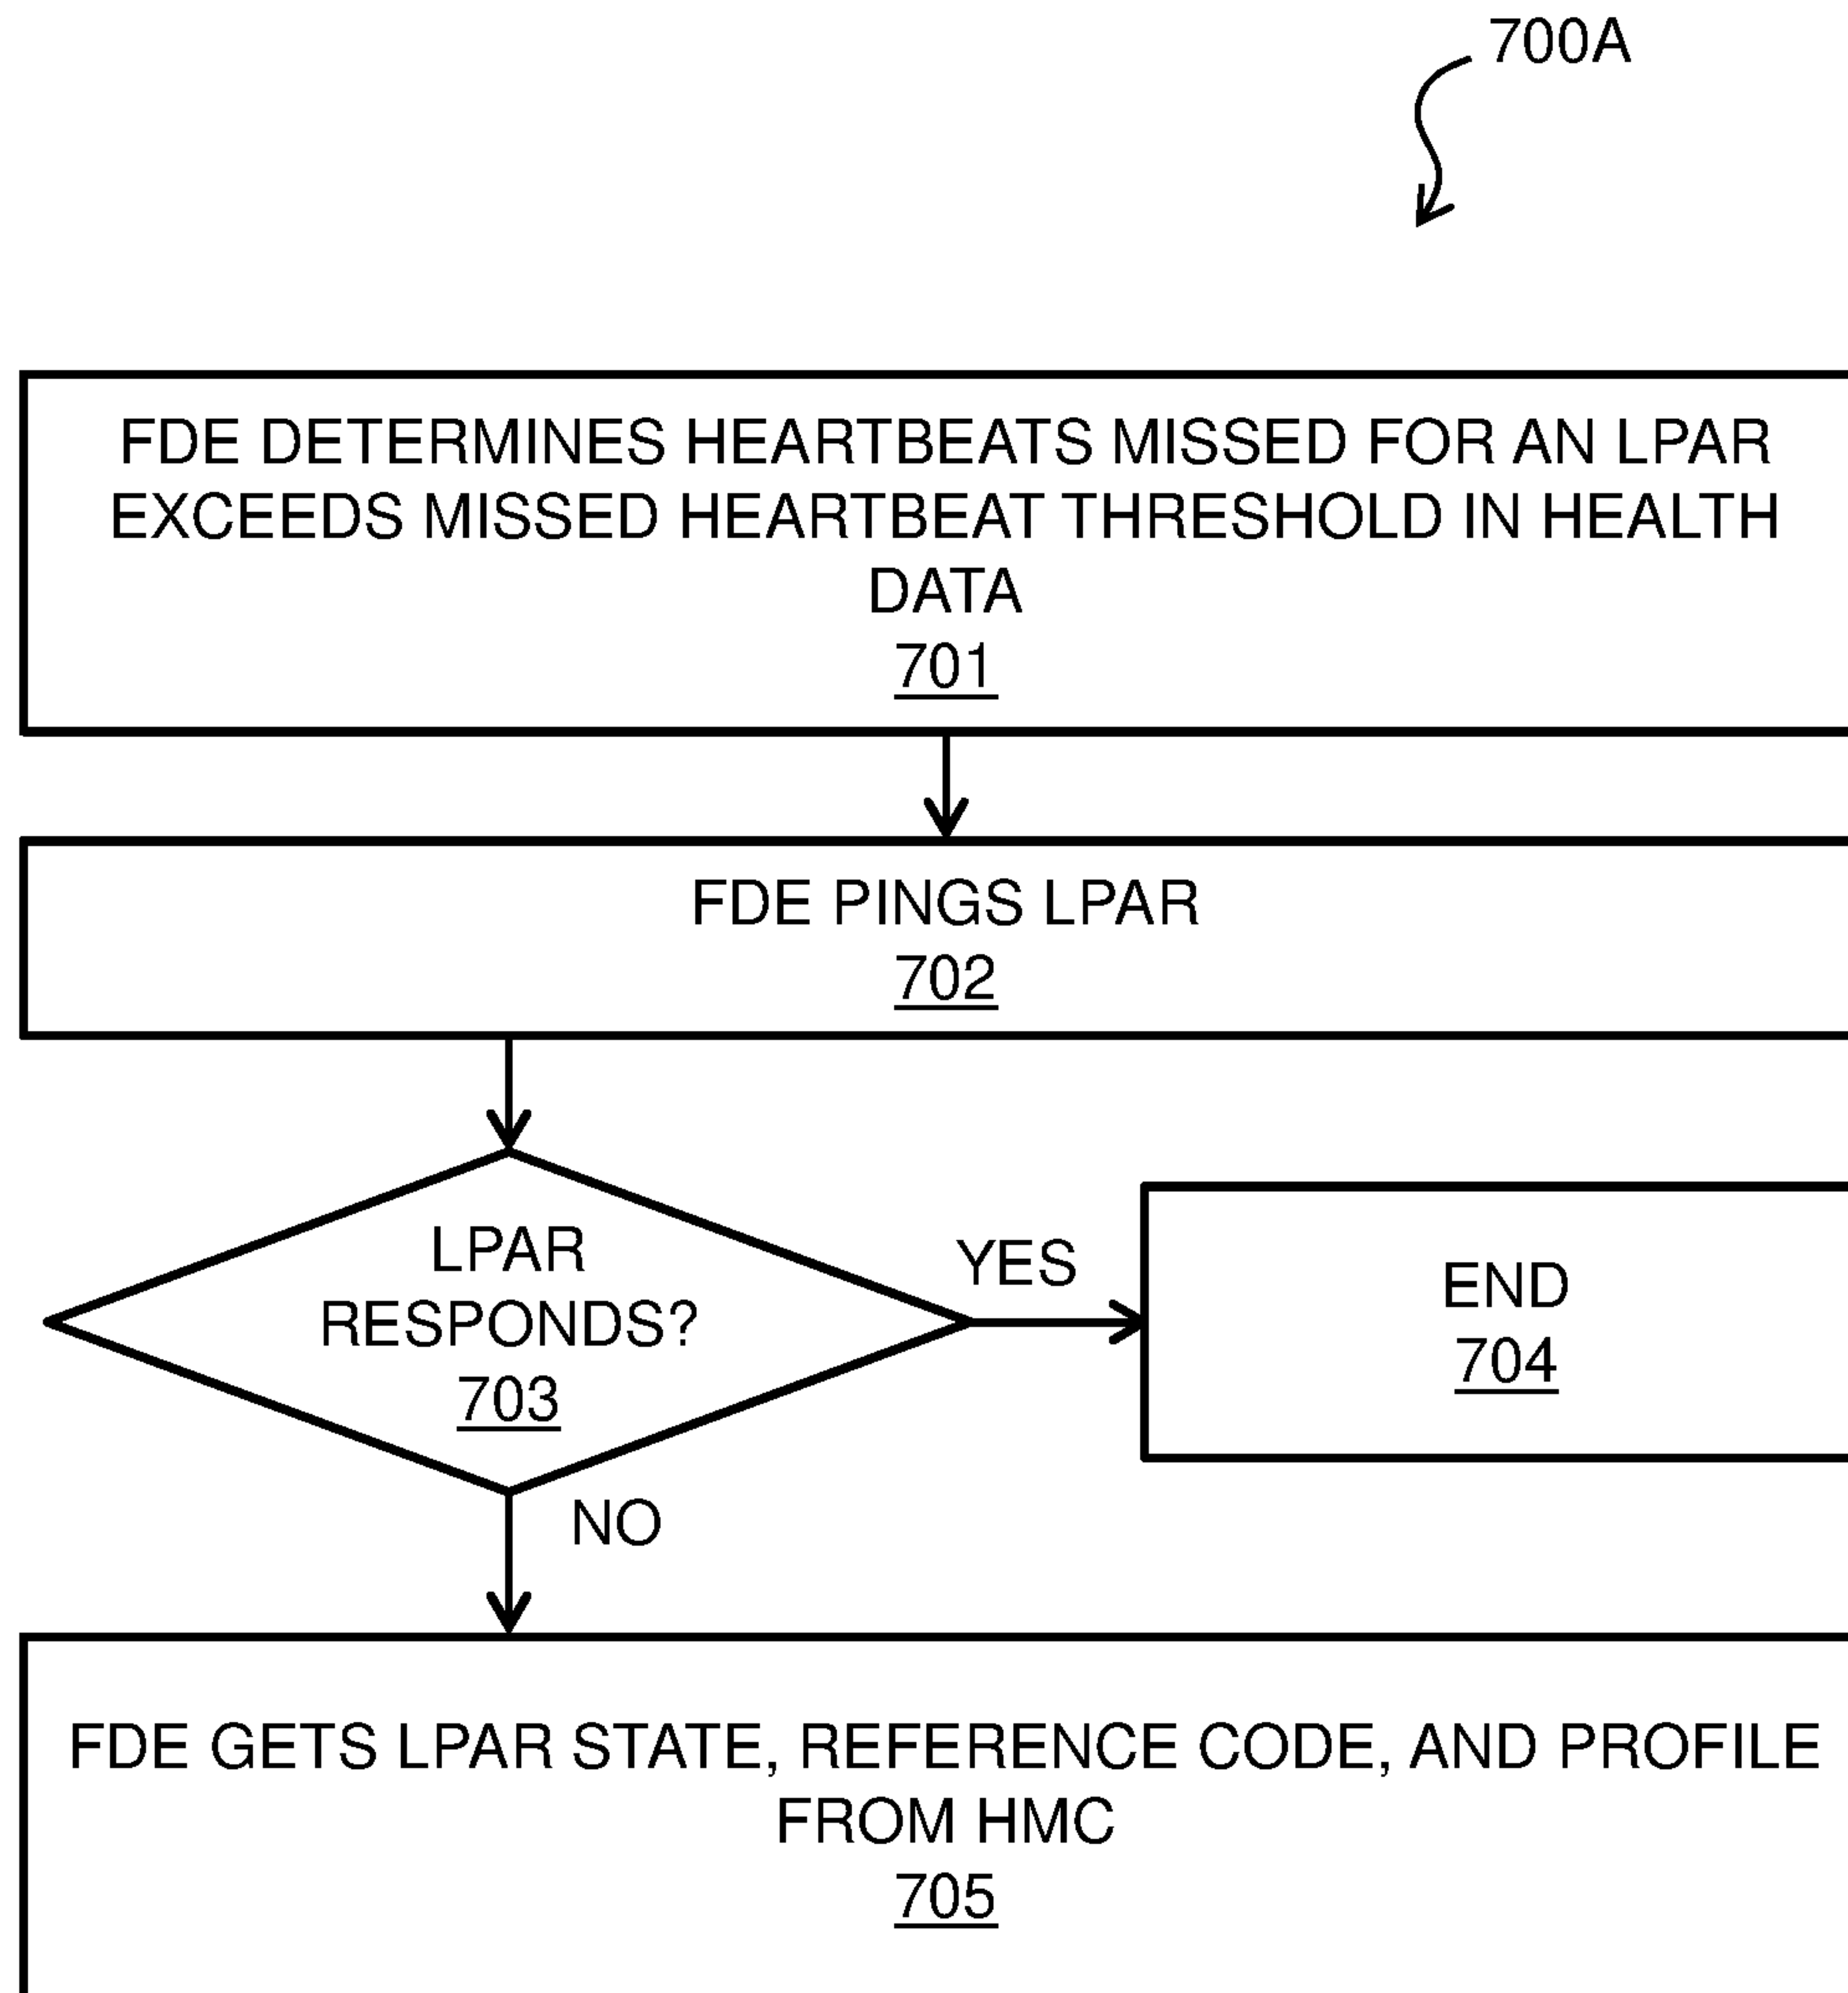 700A
FDE DETERMINES HEARTBEATS MISSED FOR AN LPAR
EXCEEDS MISSED HEARTBEAT THRESHOLD IN HEALTH
DATA
701
FDE PINGS LPAR
702
LPAR
RESPONDS?
703
YES
END
704
NO
FDE GETS LPAR STATE, REFERENCE CODE, AND PROFILE
FROM HMC
705